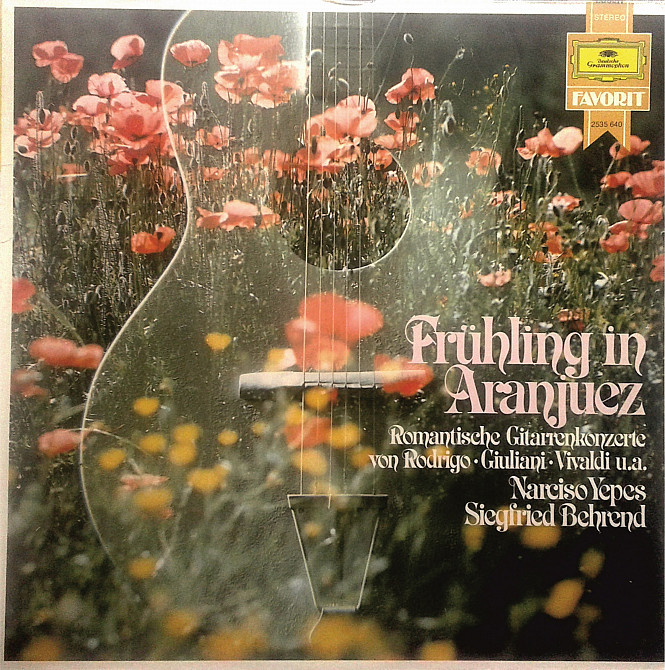 STEREO
Deutsche
Grammophon
FAVORIT
2535 640
Frühling in
Aranjuez
Romantische Gitarrenkonzerte
von Rodrigo · Giuliani · Vivaldi u.a.
Narciso Yepes
Siegfried Behrend